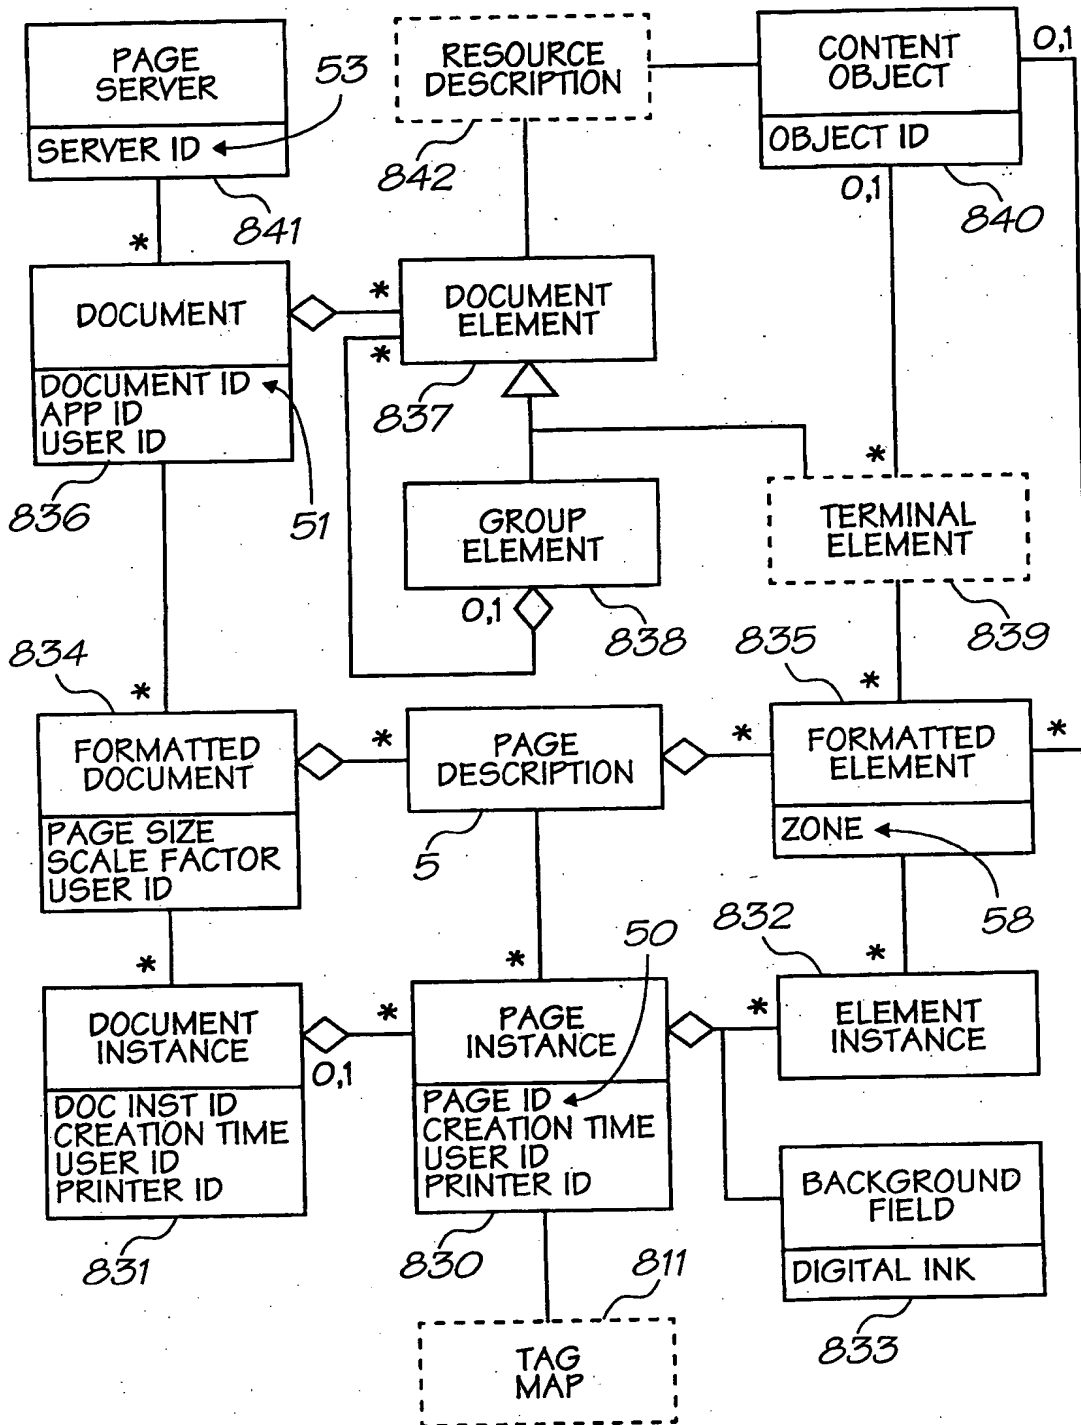 PAGE
SERVER
SERVER ID
53
841
*
RESOURCE
DESCRIPTION
842
CONTENT
OBJECT
OBJECT ID
0,1
0,1
840
DOCUMENT
DOCUMENT ID
APP ID
USER ID
836
51
*
*
DOCUMENT
ELEMENT
837
GROUP
ELEMENT
0,1
838
*
TERMINAL
ELEMENT
839
834
*
FORMATTED
DOCUMENT
PAGE SIZE
SCALE FACTOR
USER ID
*
PAGE
DESCRIPTION
5
*
835
*
FORMATTED
ELEMENT
ZONE
*
58
*
DOCUMENT
INSTANCE
DOC INST ID
CREATION TIME
USER ID
PRINTER ID
831
0,1
*
*
50
PAGE
INSTANCE
PAGE ID
CREATION TIME
USER ID
PRINTER ID
830
*
832
*
ELEMENT
INSTANCE
BACKGROUND
FIELD
DIGITAL INK
833
811
TAG
MAP